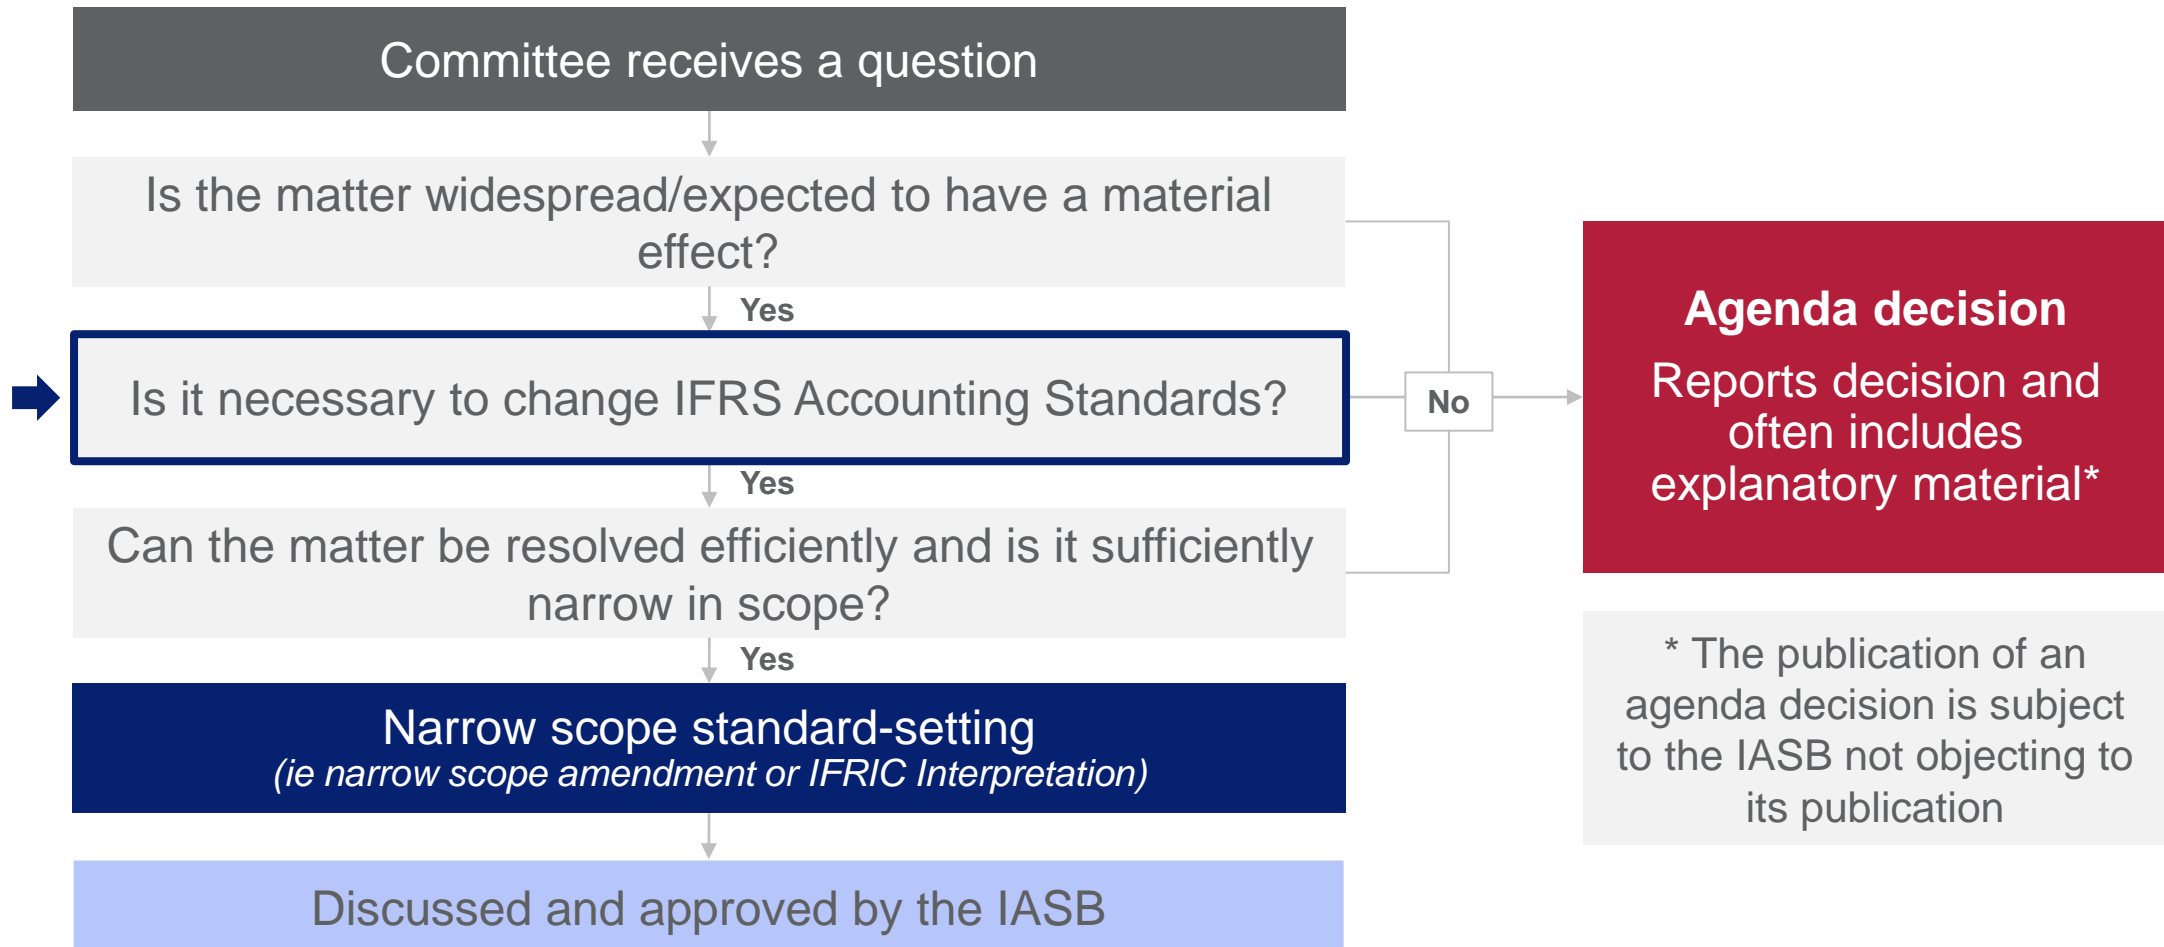 Committee receives a question
Is the matter widespread/expected to have a material
effect?
Yes
Is it necessary to change IFRS Accounting Standards?
Yes
Can the matter be resolved efficiently and is it sufficiently
narrow in scope?
Yes
Narrow scope standard-setting
(ie narrow scope amendment or IFRIC Interpretation)
Discussed and approved by the IASB
No
Agenda decision
Reports decision and
often includes
explanatory material*
* The publication of an
agenda decision is subject
to the IASB not objecting to
its publication